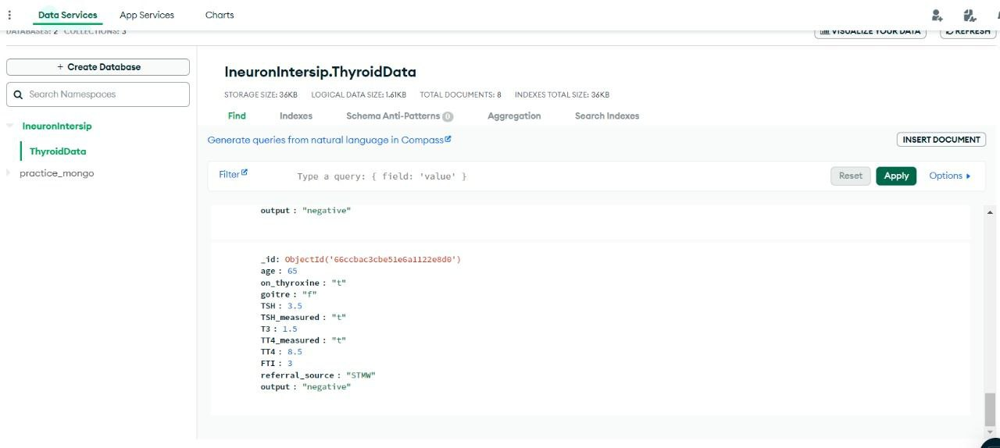 Data Services App Services Charts
DATABASES: 2 COLLECTIONS: 3
VISUALIZE YOUR DATA REFRESH
+ Create Database
Search Namespaces
IneuronIntersip
ThyroidData
practice_mongo
IneuronIntersip.ThyroidData
STORAGE SIZE: 36KB LOGICAL DATA SIZE: 1.61KB TOTAL DOCUMENTS: 8 INDEXES TOTAL SIZE: 36KB
Find Indexes Schema Anti-Patterns 0 Aggregation Search Indexes
Generate queries from natural language in Compass
INSERT DOCUMENT
Filter Type a query: { field: 'value' } Reset Apply Options
output : "negative"
_id: ObjectId('66ccbac3cbe51e6a1122e8d0')
age : 65
on_thyroxine : "t"
goitre : "f"
TSH : 3.5
TSH_measured : "t"
T3 : 1.5
TT4_measured : "t"
TT4 : 8.5
FTI : 3
referral_source : "STMW"
output : "negative"